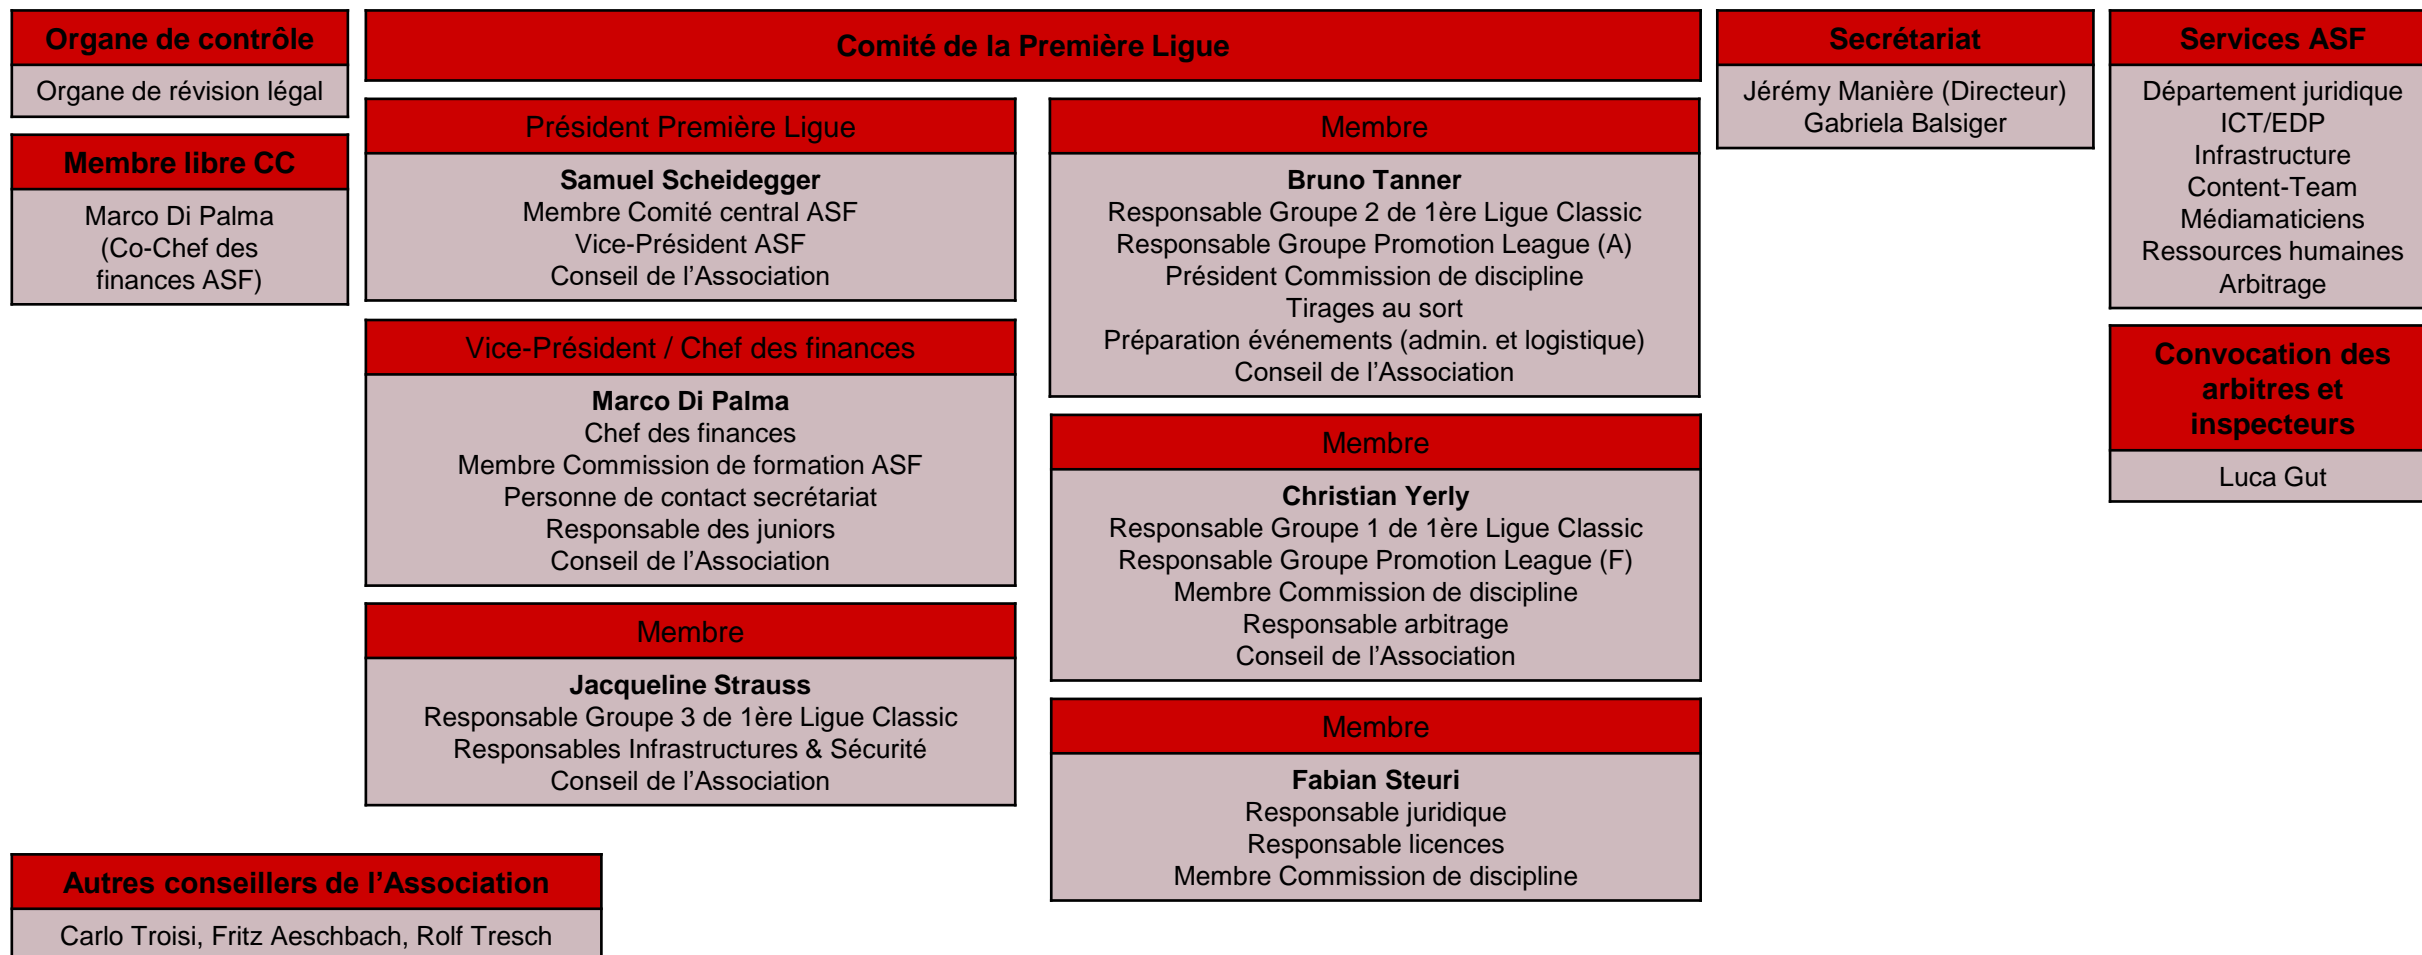 Organe de contrôle
Organe de révision légal
Membre libre CC
Marco Di Palma
(Co-Chef des
finances ASF)
Comité de la Première Ligue
Président Première Ligue
Samuel Scheidegger
Membre Comité central ASF
Vice-Président ASF
Conseil de l’Association
Vice-Président / Chef des finances
Marco Di Palma
Chef des finances
Membre Commission de formation ASF
Personne de contact secrétariat
Responsable des juniors
Conseil de l’Association
Membre
Jacqueline Strauss
Responsable Groupe 3 de 1ère Ligue Classic
Responsables Infrastructures & Sécurité
Conseil de l’Association
Membre
Bruno Tanner
Responsable Groupe 2 de 1ère Ligue Classic
Responsable Groupe Promotion League (A)
Président Commission de discipline
Tirages au sort
Préparation événements (admin. et logistique)
Conseil de l’Association
Membre
Christian Yerly
Responsable Groupe 1 de 1ère Ligue Classic
Responsable Groupe Promotion League (F)
Membre Commission de discipline
Responsable arbitrage
Conseil de l’Association
Membre
Fabian Steuri
Responsable juridique
Responsable licences
Membre Commission de discipline
Secrétariat
Jérémy Manière (Directeur)
Gabriela Balsiger
Services ASF
Département juridique
ICT/EDP
Infrastructure
Content-Team
Médiamaticiens
Ressources humaines
Arbitrage
Convocation des
arbitres et
inspecteurs
Luca Gut
Autres conseillers de l’Association
Carlo Troisi, Fritz Aeschbach, Rolf Tresch